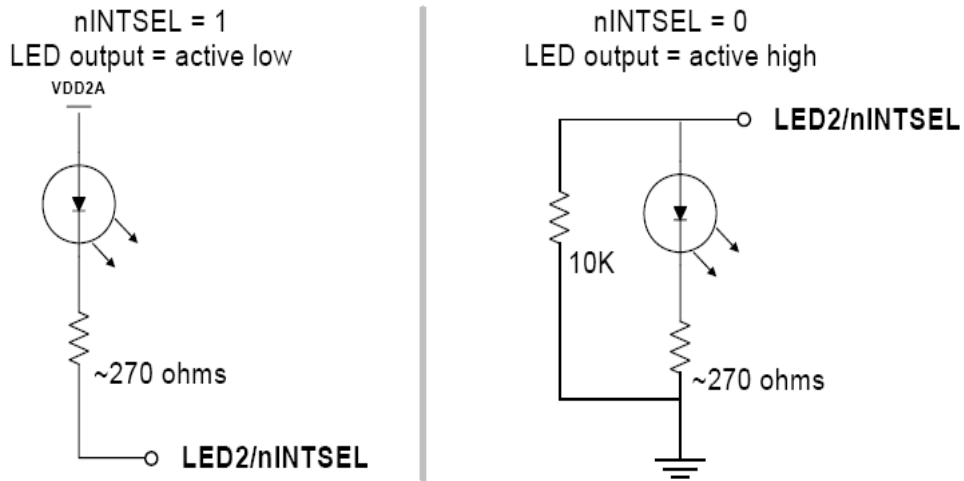 nINTSEL = 1
LED output = active low
VDD2A
~270 ohms
LED2/nINTSEL
nINTSEL = 0
LED output = active high
LED2/nINTSEL
10K
~270 ohms